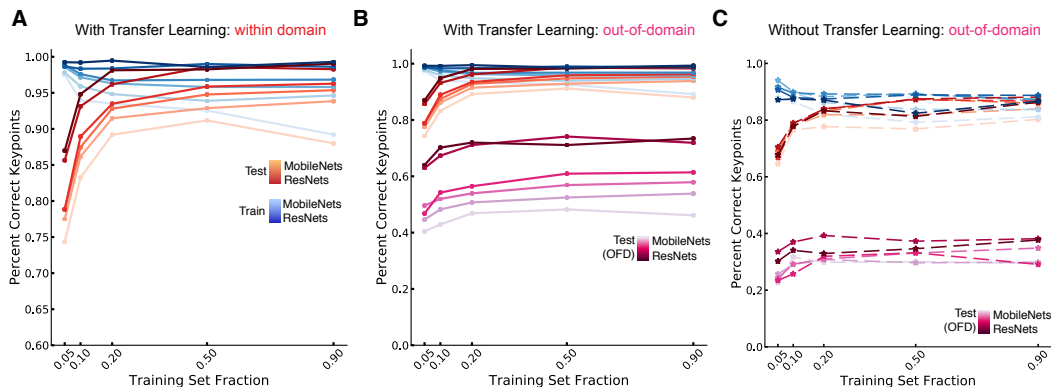 A
With Transfer Learning: within domain
Percent Correct Keypoints
1.00
0.95
0.90
0.85
0.80
0.75
0.70
0.65
0.60
Test MobileNets
ResNets
Train MobileNets
ResNets
0.05
0.10
0.20
0.50
0.90
Training Set Fraction
B
With Transfer Learning: out-of-domain
Percent Correct Keypoints
1.0
0.8
0.6
0.4
0.2
0.0
Test MobileNets
(OFD) ResNets
0.05
0.10
0.20
0.50
0.90
Training Set Fraction
C
Without Transfer Learning: out-of-domain
Percent Correct Keypoints
1.0
0.8
0.6
0.4
0.2
0.0
Test MobileNets
(OFD) ResNets
0.05
0.10
0.20
0.50
0.90
Training Set Fraction